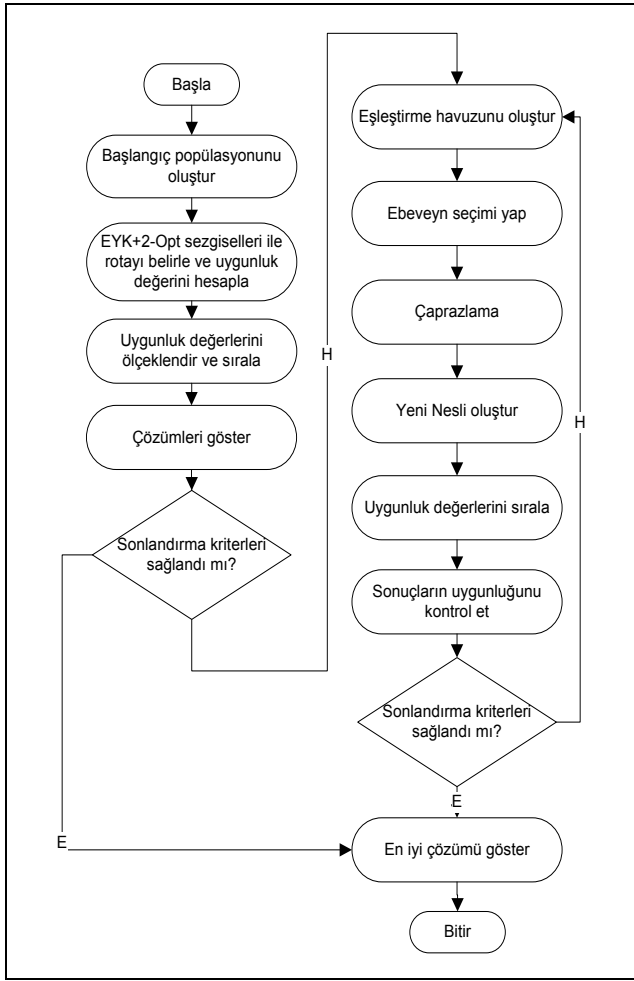 Başla
Başlangıç popülasyonunu
oluştur
EYK+2-Opt sezgiselleri ile
rotayı belirle ve uygunluk
değerini hesapla
Uygunluk değerlerini
ölçeklendir ve sırala
Çözümleri göster
Sonlandırma kriterleri
sağlandı mı?
E
H
Eşleştirme havuzunu oluştur
Ebeveyn seçimi yap
Çaprazlama
Yeni Nesli oluştur
Uygunluk değerlerini sırala
Sonuçların uygunluğunu
kontrol et
Sonlandırma kriterleri
sağlandı mı?
H
E
En iyi çözümü göster
Bitir